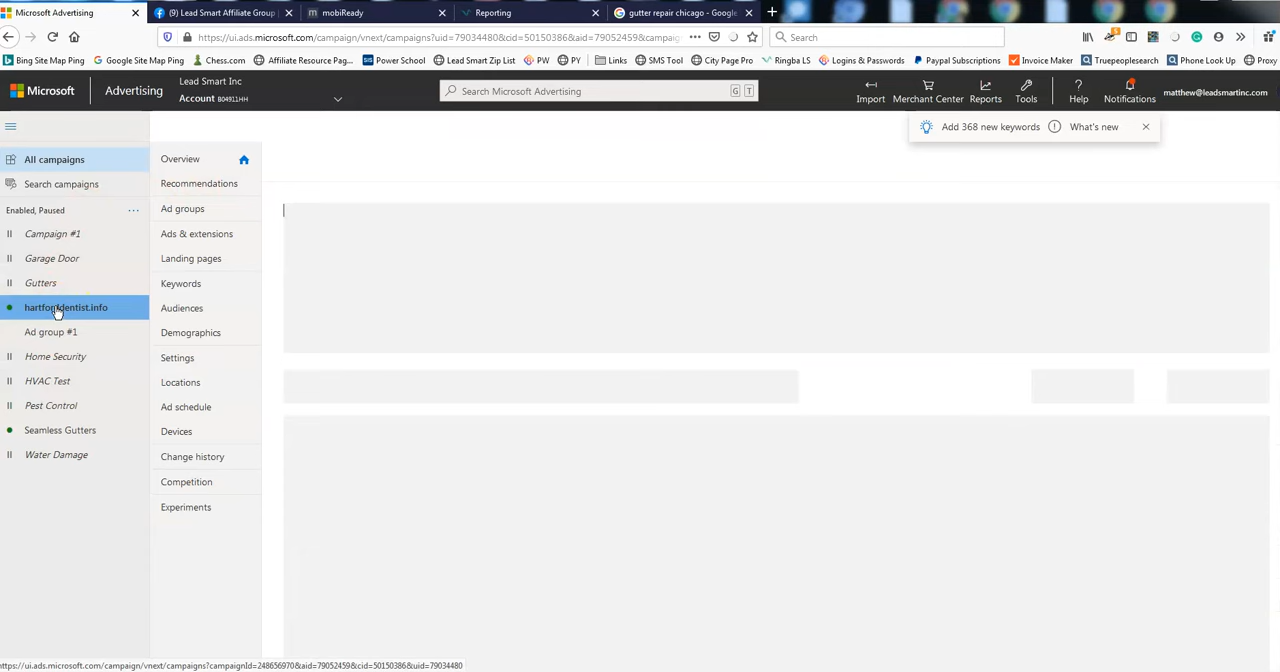 Microsoft Advertising
(9) Lead Smart Affiliate Group |
mobiReady
Reporting
gutter repair chicago - Google
https://ui.ads.microsoft.com/campaign/vnext/campaigns?uid=79034480&cid=50150386&aid=79052459&campaig
Search
Bing Site Map Ping
Google Site Map Ping
Chess.com
Affiliate Resource Pag...
Power School
Lead Smart Zip List
PW
PY
Links
SMS Tool
City Page Pro
Ringba LS
Logins & Passwords
Paypal Subscriptions
Invoice Maker
Truepeoplesearch
Phone Look Up
Proxy
Microsoft
Advertising
Lead Smart Inc
Account B04911HH
Search Microsoft Advertising
G
T
Import
Merchant Center
Reports
Tools
Help
Notifications
matthew@leadsmartinc.com
Add 368 new keywords
What's new
All campaigns
Search campaigns
Enabled, Paused
Campaign #1
Garage Door
Gutters
hartforddentist.info
Ad group #1
Home Security
HVAC Test
Pest Control
Seamless Gutters
Water Damage
Overview
Recommendations
Ad groups
Ads & extensions
Landing pages
Keywords
Audiences
Demographics
Settings
Locations
Ad schedule
Devices
Change history
Competition
Experiments
https://ui.ads.microsoft.com/campaign/vnext/campaigns?campaignId=248656970&aid=79052459&cid=50150386&uid=79034480